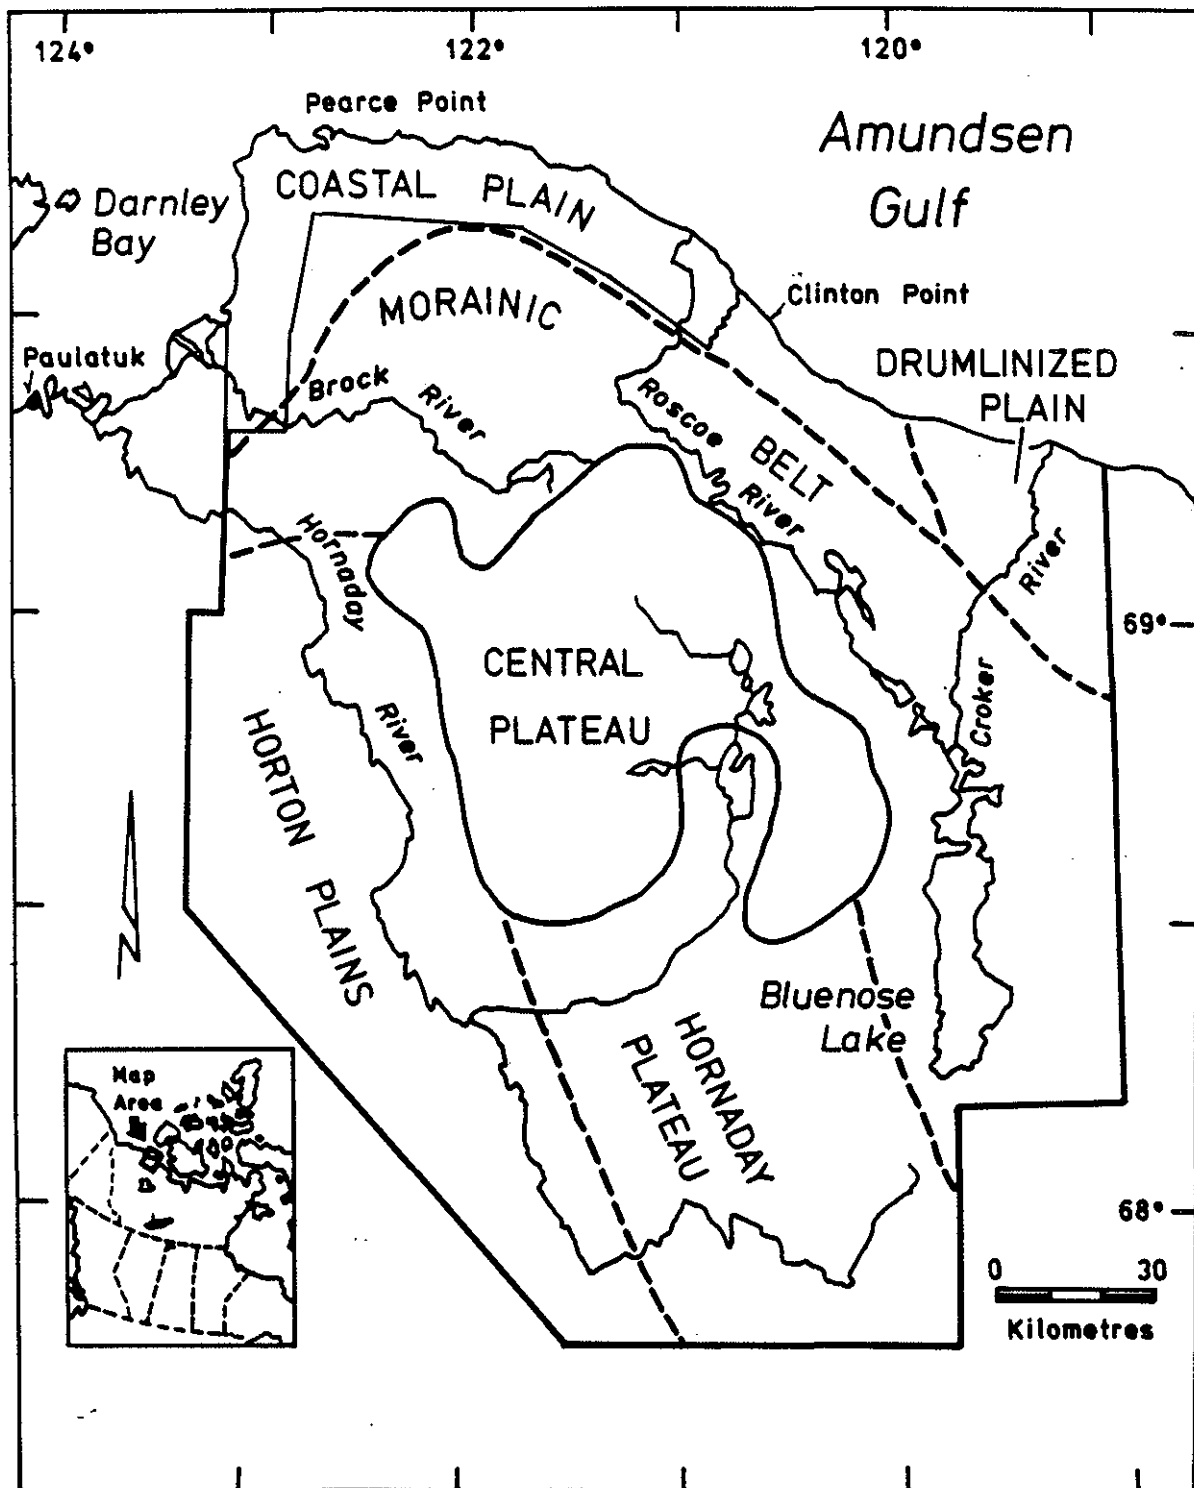 124°
122°
120°
Pearce Point
Amundsen
Gulf
COASTAL PLAIN
Darnley
Bay
MORAINIC
Clinton Point
Paulatuk
Brock
River
DRUMLINIZED
PLAIN
Roscoe
River
BELT
Hornaday
River
River
69°
CENTRAL
PLATEAU
Croker
HORTON PLAINS
Bluenose
Lake
HORNADAY
PLATEAU
Map
Area
68°
0 30
Kilometres